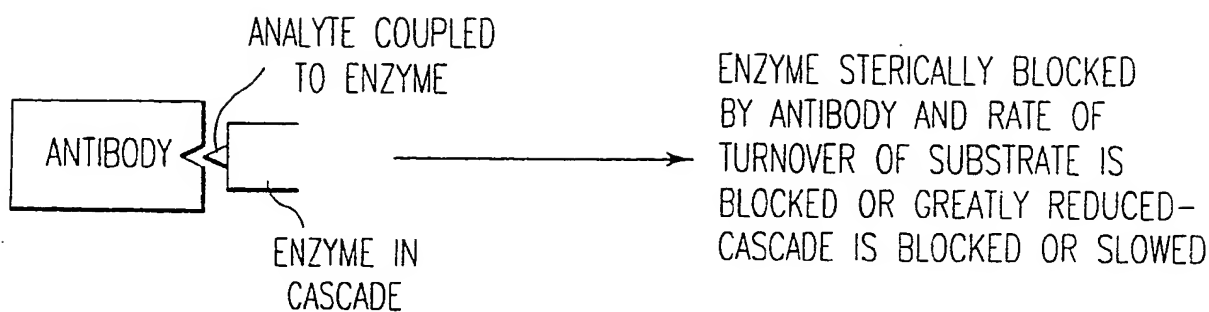 ANALYTE COUPLED
TO ENZYME
ANTIBODY
ENZYME IN
CASCADE
ENZYME STERICALLY BLOCKED
BY ANTIBODY AND RATE OF
TURNOVER OF SUBSTRATE IS
BLOCKED OR GREATLY REDUCED-
CASCADE IS BLOCKED OR SLOWED